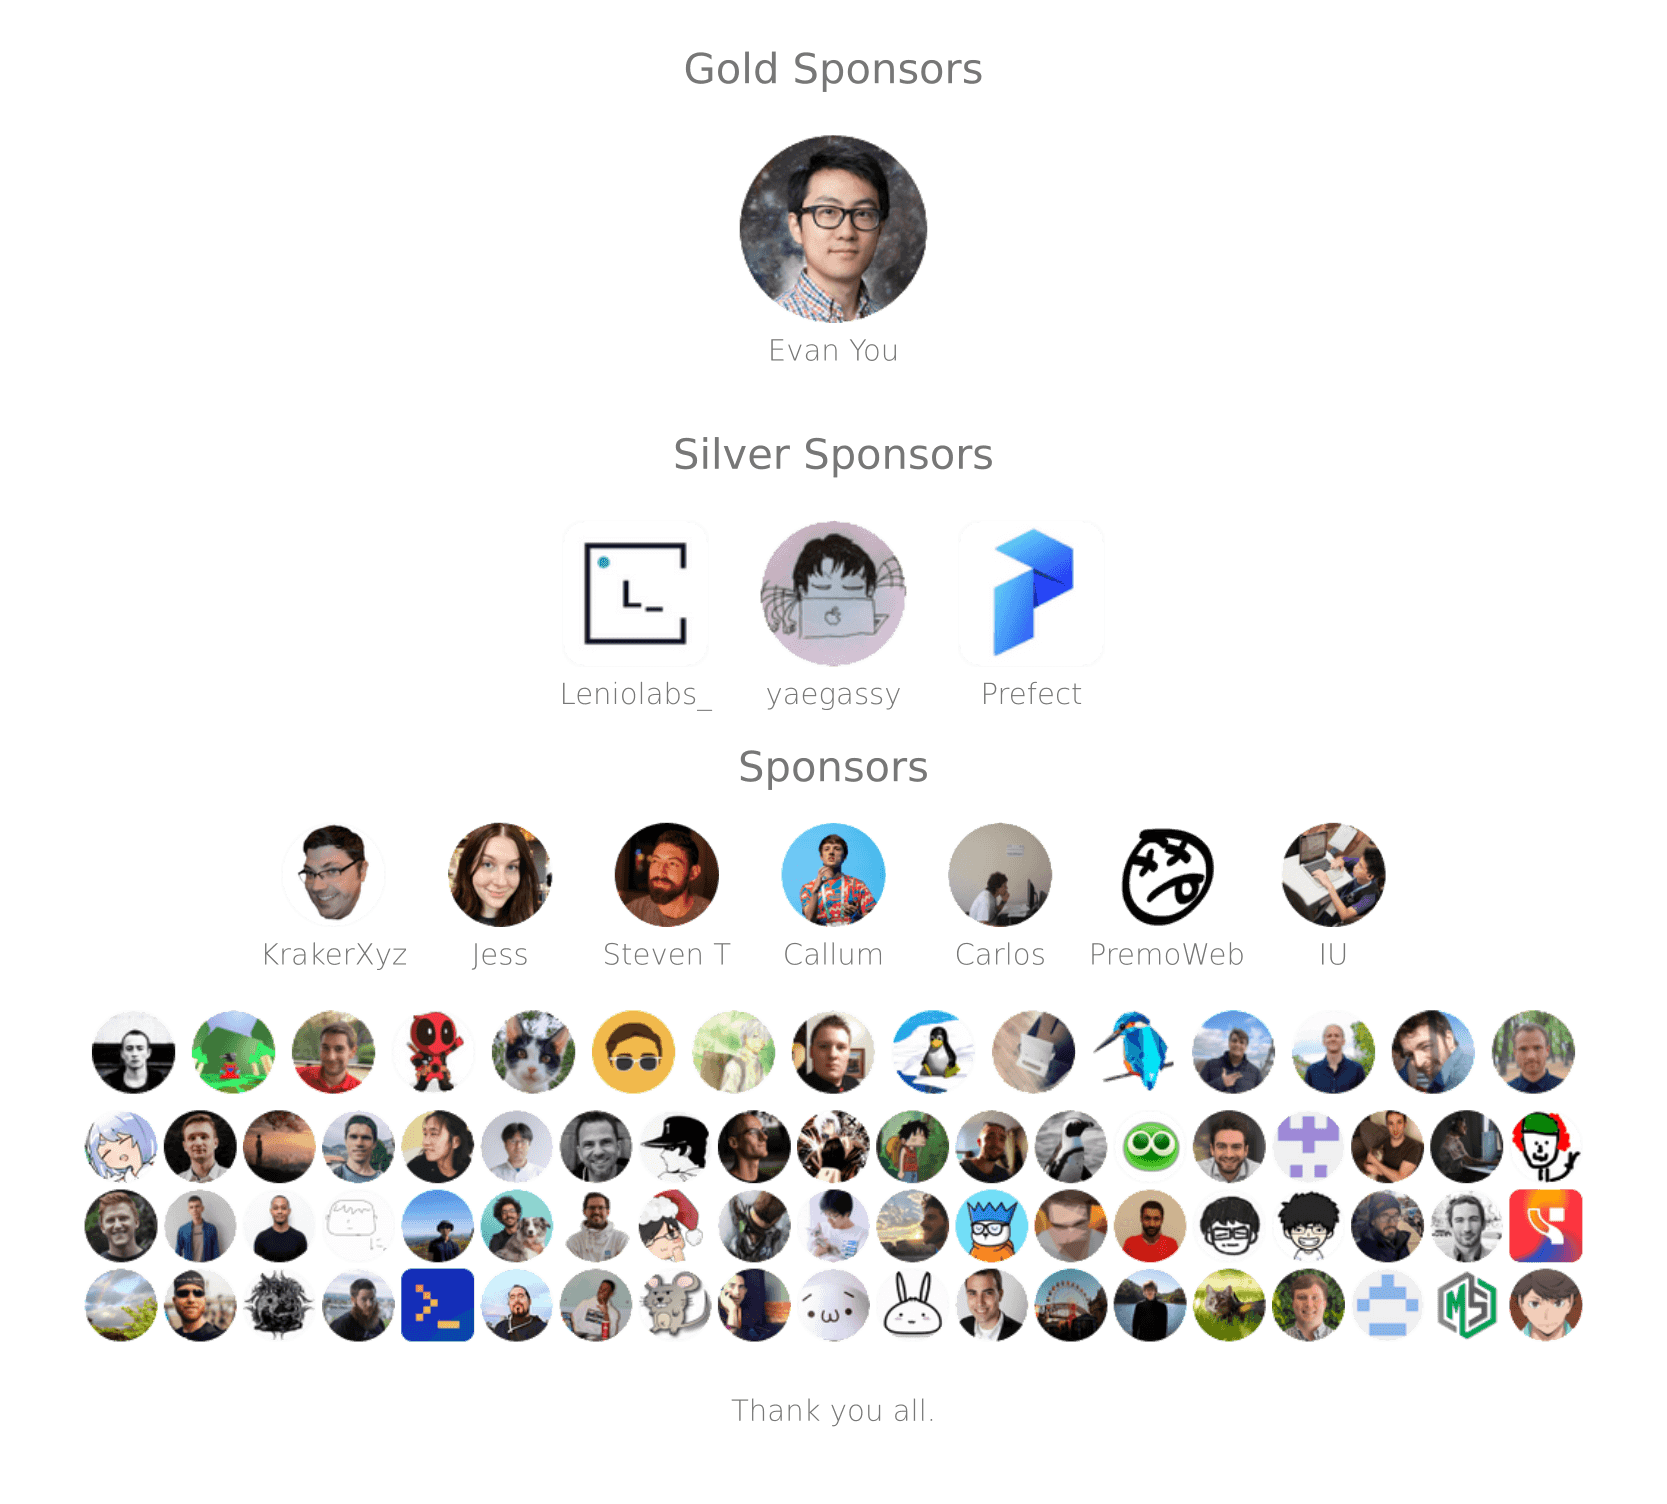 Gold Sponsors
Evan You
Silver Sponsors
L_
Leniolabs_
yaegassy
Prefect
Sponsors
KrakerXyz
Jess
Steven T
Callum
Carlos
PremoWeb
IU
MS
Thank you all.